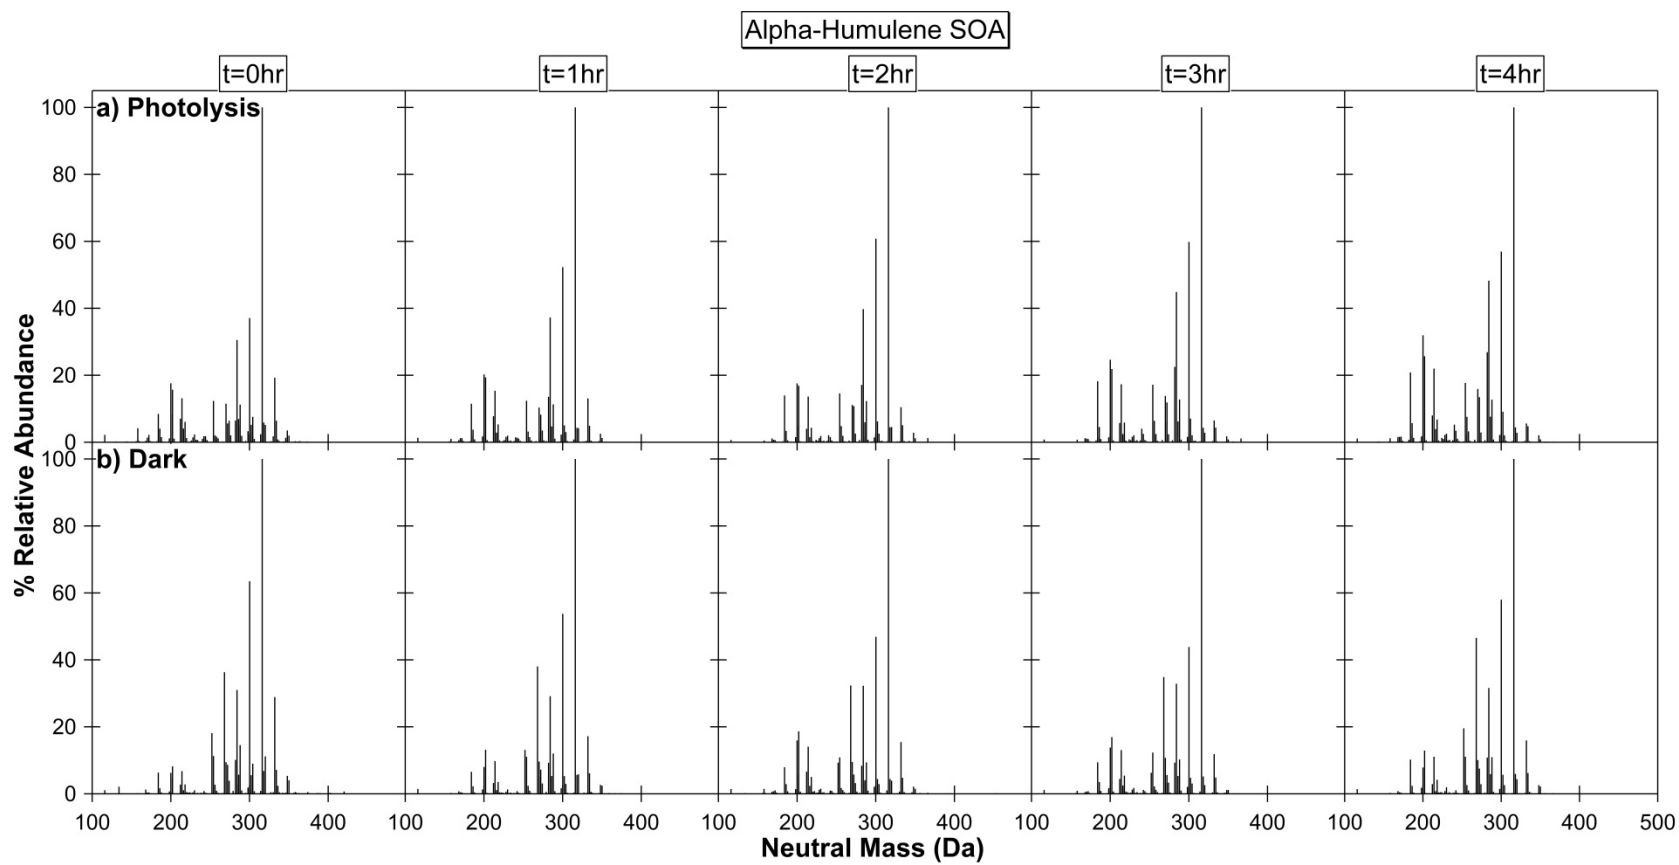 Alpha-Humulene SOA
t=0hr t=1hr t=2hr t=3hr t=4hr
a) Photolysis
100
80
60
40
20
0
b) Dark
100
80
60
40
20
0
% Relative Abundance
100 200 300 400 100 200 300 400 100 200 300 400 100 200 300 400 100 200 300 400 500
Neutral Mass (Da)